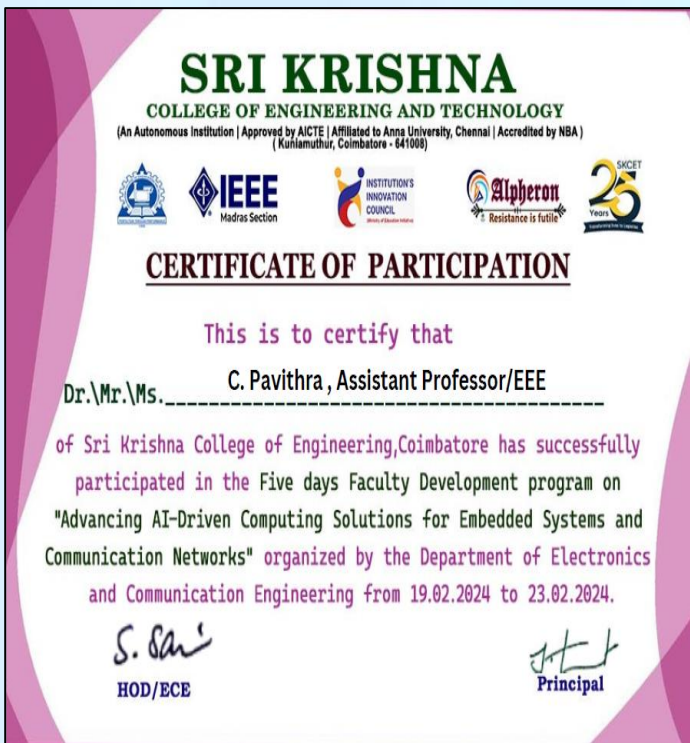 SRI KRISHNA
COLLEGE OF ENGINEERING AND TECHNOLOGY
(An Autonomous Institution | Approved by AICTE | Affiliated to Anna University, Chennai | Accredited by NBA )
( Kuniamuthur, Coimbatore - 641008)
IEEE
Madras Section
INSTITUTION'S
INNOVATION
COUNCIL
(Ministry of Education Initiative)
Alpheron
Resistance is futile
SKCET
25
Years
CERTIFICATE OF PARTICIPATION
This is to certify that
Dr.\Mr.\Ms. C. Pavithra , Assistant Professor/EEE
of Sri Krishna College of Engineering,Coimbatore has successfully
participated in the Five days Faculty Development program on
"Advancing AI-Driven Computing Solutions for Embedded Systems and
Communication Networks" organized by the Department of Electronics
and Communication Engineering from 19.02.2024 to 23.02.2024.
HOD/ECE
Principal